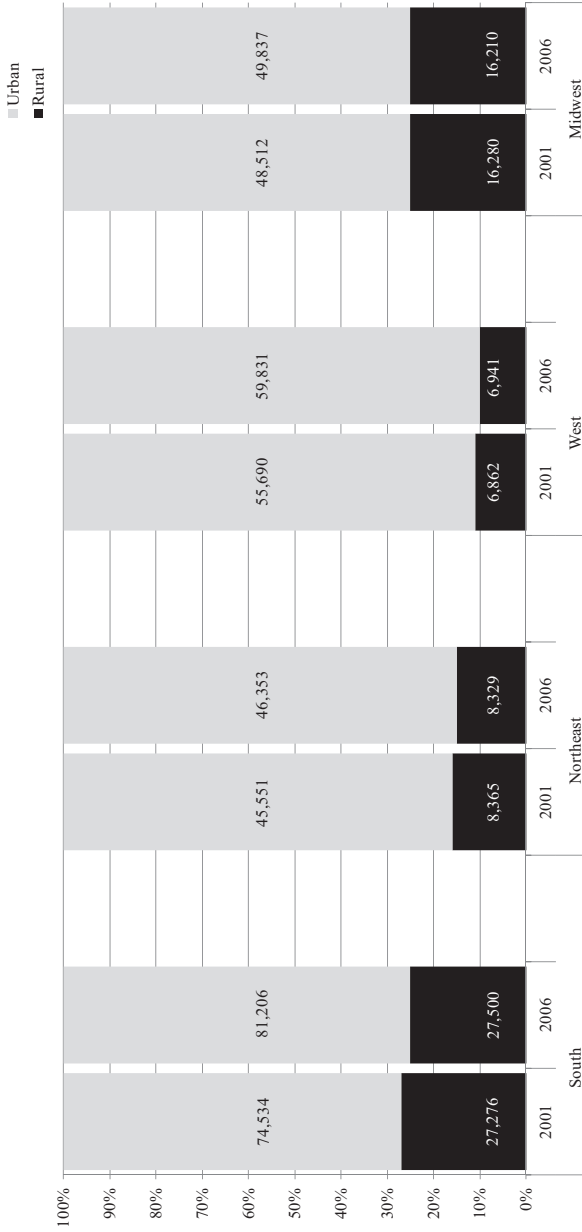 Urban
Rural
100%
90%
80%
70%
60%
50%
40%
30%
20%
10%
0%
74,534 81,206 45,551 46,353 55,690 59,831 48,512 49,837
27,276 27,500 8,365 8,329 6,862 6,941 16,280 16,210
2001 2006 2001 2006 2001 2006 2001 2006
South Northeast West Midwest